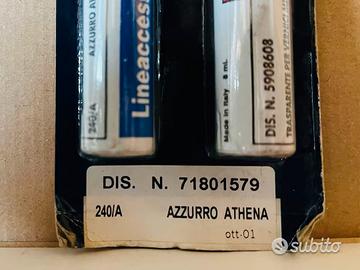 AZZURRO ATHENA
240/A
Lineaccess
Made in Italy 8 ml.
DIS. N. 5908608
TRASPARENTE PER VERNICI
DIS. N. 71801579
240/A AZZURRO ATHENA
ott-01
subito